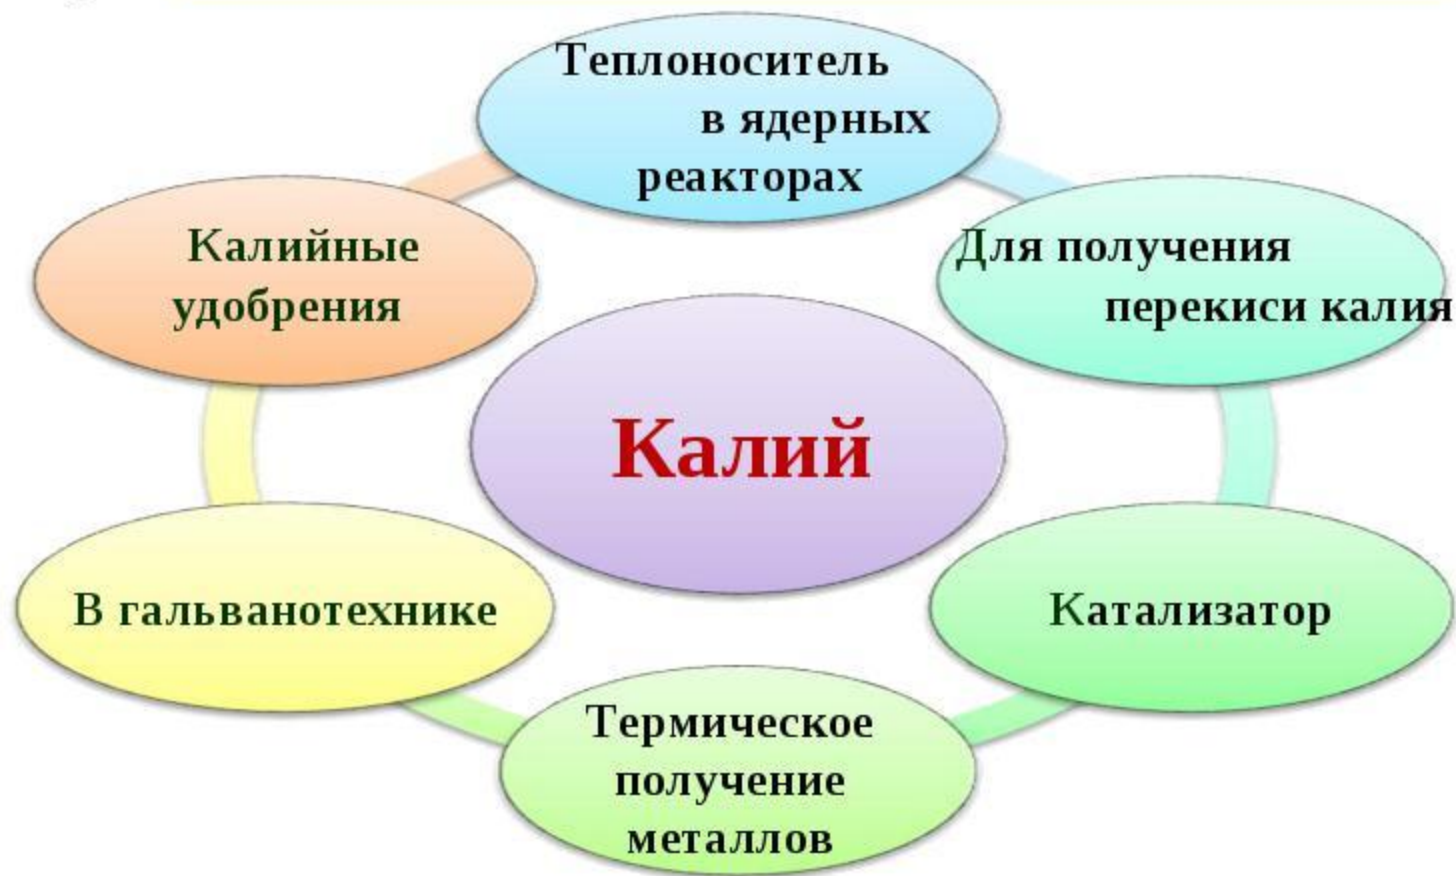 Теплоноситель
в ядерных
реакторах
Калийные
удобрения
Для получения
перекиси калия
Калий
В гальванотехнике
Катализатор
Термическое
получение
металлов